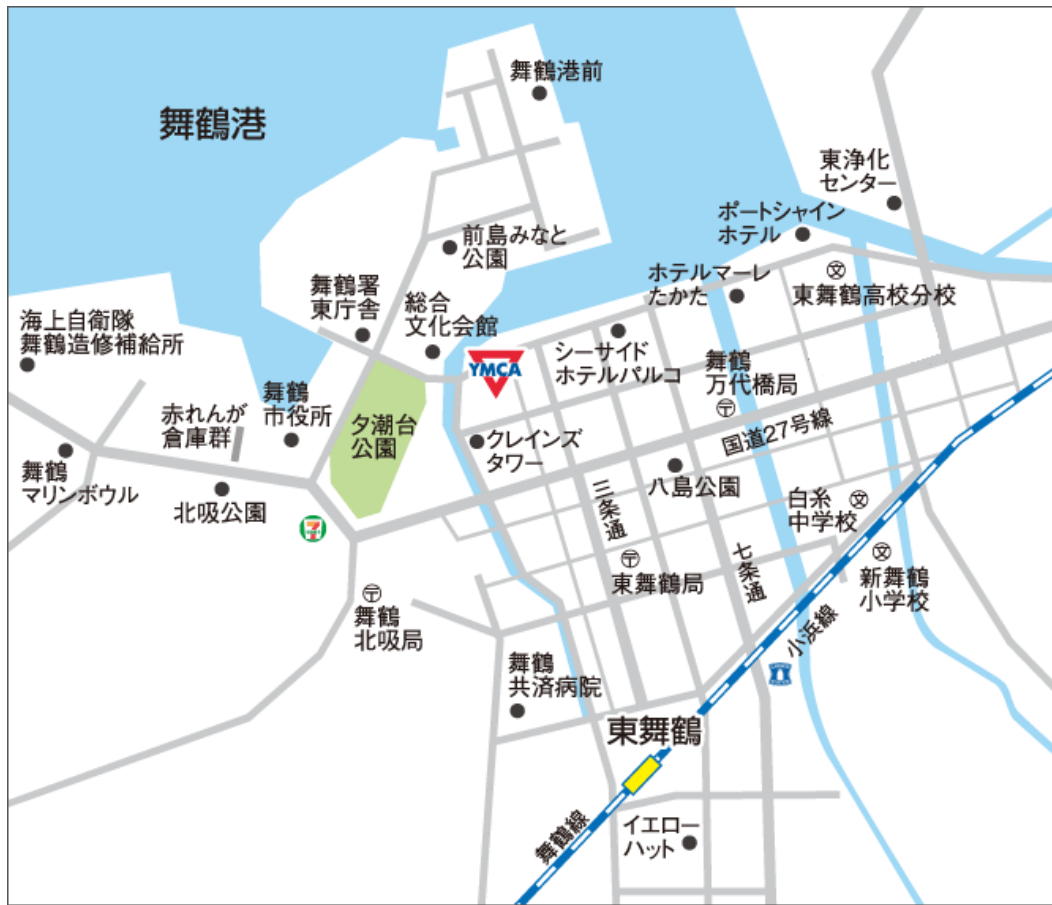 舞鶴港前
舞鶴港
東浄化
センター
ポートシャイン
ホテル
前島みなと
公園
ホテルマーレ
たかた
東舞鶴高校分校
舞鶴署
東庁舎
総合
文化会館
海上自衛隊
舞鶴造修補給所
シーサイド
ホテルパルコ
YMCA
舞鶴
万代橋局
〒
赤れんが
倉庫群
舞鶴
市役所
夕潮台
公園
クレインズ
タワー
国道27号線
舞鶴
マリンボウル
北吸公園
八島公園
三条通
白糸
中学校
文
文
文
7
東舞鶴局
〒
七条通
新舞鶴
小学校
〒
舞鶴
北吸局
小浜線
舞鶴
共済病院
東舞鶴
イエロー
ハット
舞鶴線